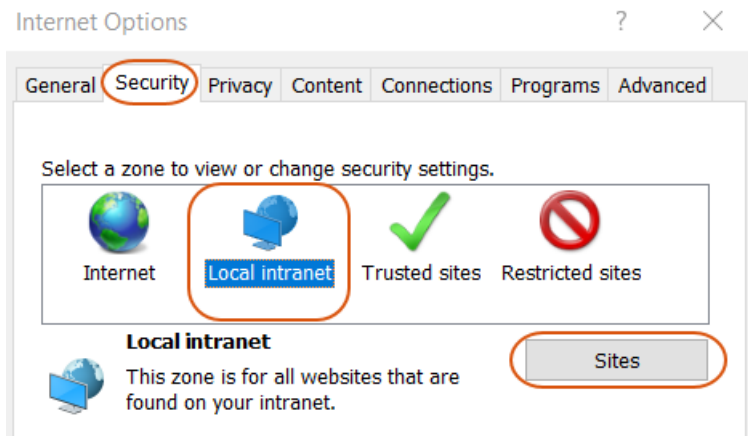 Internet Options ?
General Security Privacy Content Connections Programs Advanced
Select a zone to view or change security settings.
Internet Local intranet Trusted sites Restricted sites
Local intranet
Sites
This zone is for all websites that are
found on your intranet.